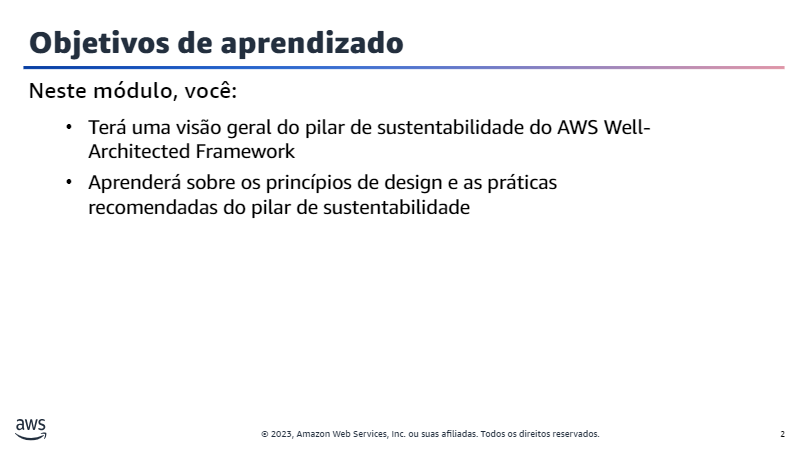 Objetivos de aprendizado
Neste módulo, você:
• Terá uma visão geral do pilar de sustentabilidade do AWS Well-
Architected Framework
• Aprenderá sobre os princípios de design e as práticas
recomendadas do pilar de sustentabilidade
aws
© 2023, Amazon Web Services, Inc. ou suas afiliadas. Todos os direitos reservados.
2